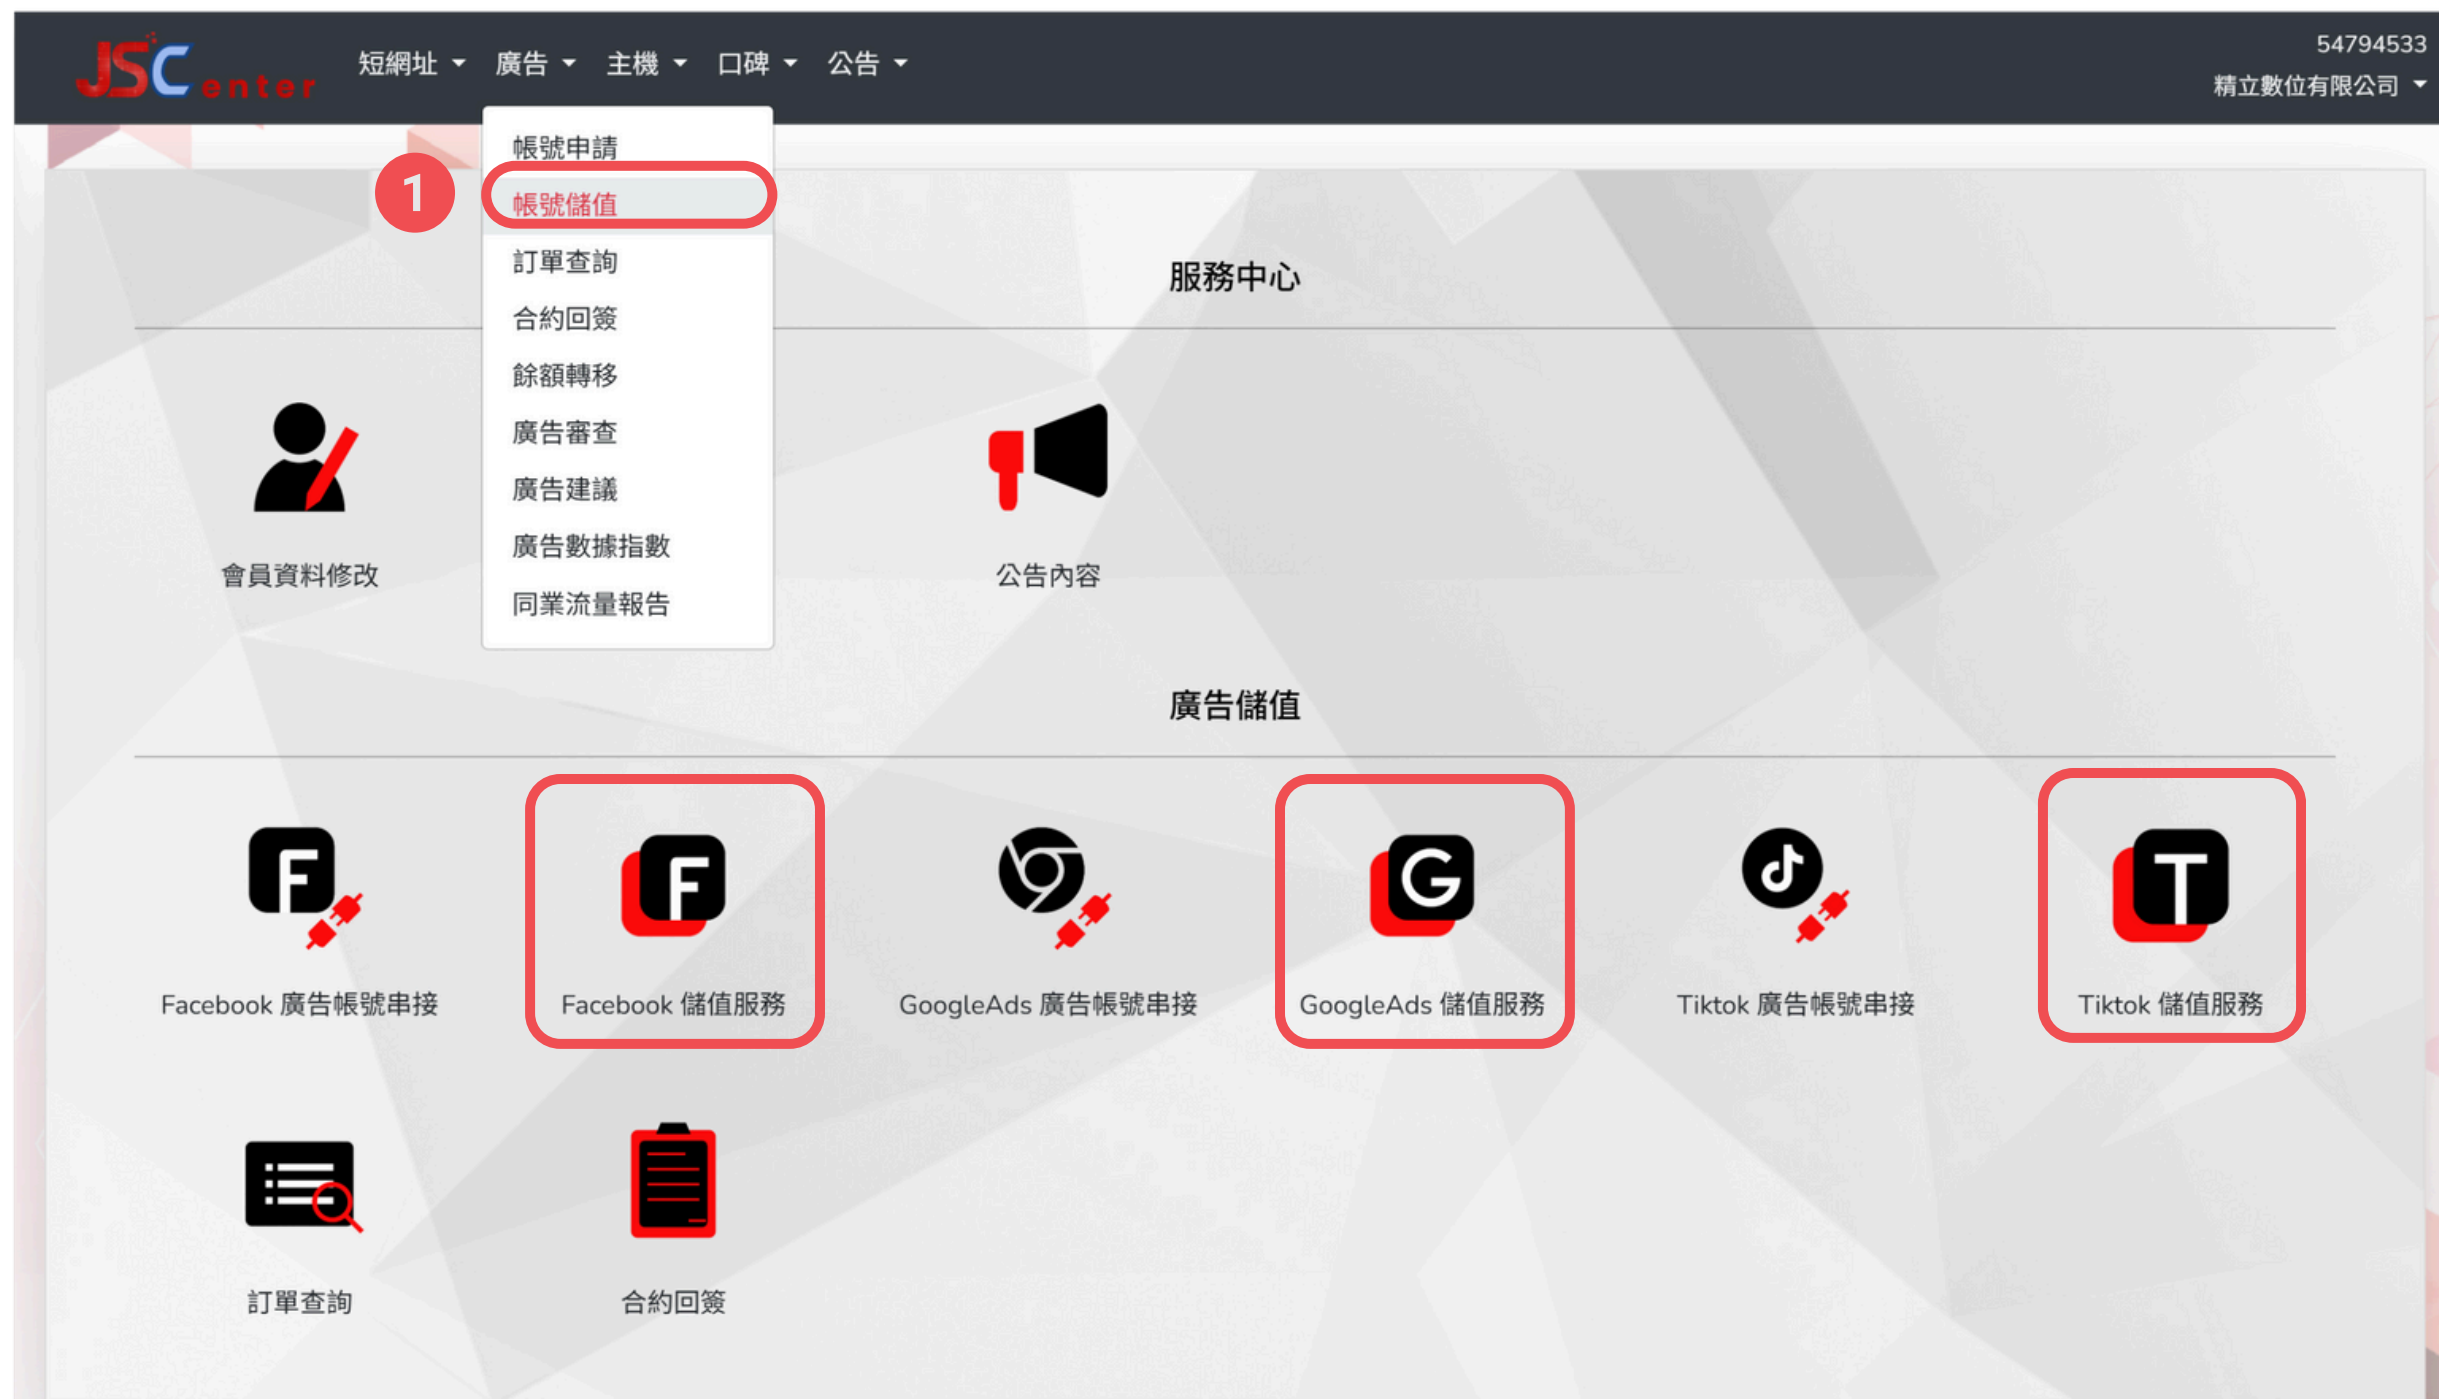 JSCenter
短網址
廣告
主機
口碑
公告
54794533
精立數位有限公司
帳號申請
1
帳號儲值
訂單查詢
合約回簽
餘額轉移
廣告審查
廣告建議
廣告數據指數
同業流量報告
服務中心
會員資料修改
公告內容
廣告儲值
F
F
G
T
Facebook 廣告帳號串接
Facebook 儲值服務
GoogleAds 廣告帳號串接
GoogleAds 儲值服務
Tiktok 廣告帳號串接
Tiktok 儲值服務
訂單查詢
合約回簽